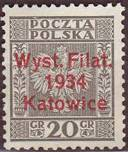 POCZTA
POLSKA
Wyst. Filat.
1934
Katowice
GR 20 GR